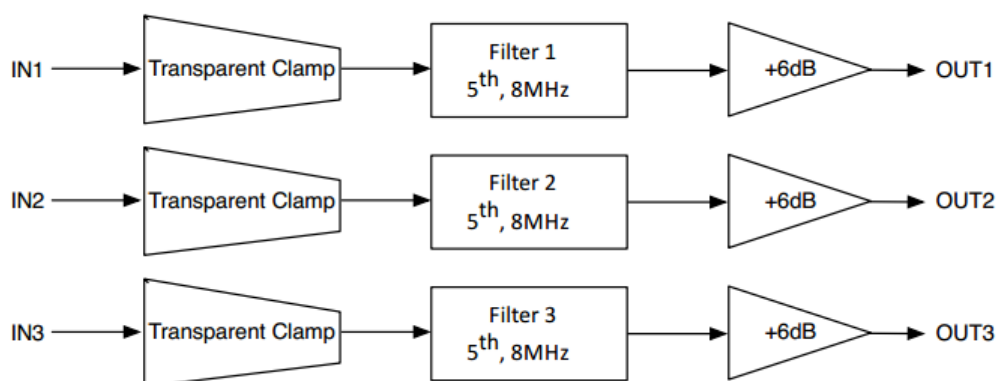 IN1
Transparent Clamp
Filter 1
5th, 8MHz
+6dB
OUT1
IN2
Transparent Clamp
Filter 2
5th, 8MHz
+6dB
OUT2
IN3
Transparent Clamp
Filter 3
5th, 8MHz
+6dB
OUT3